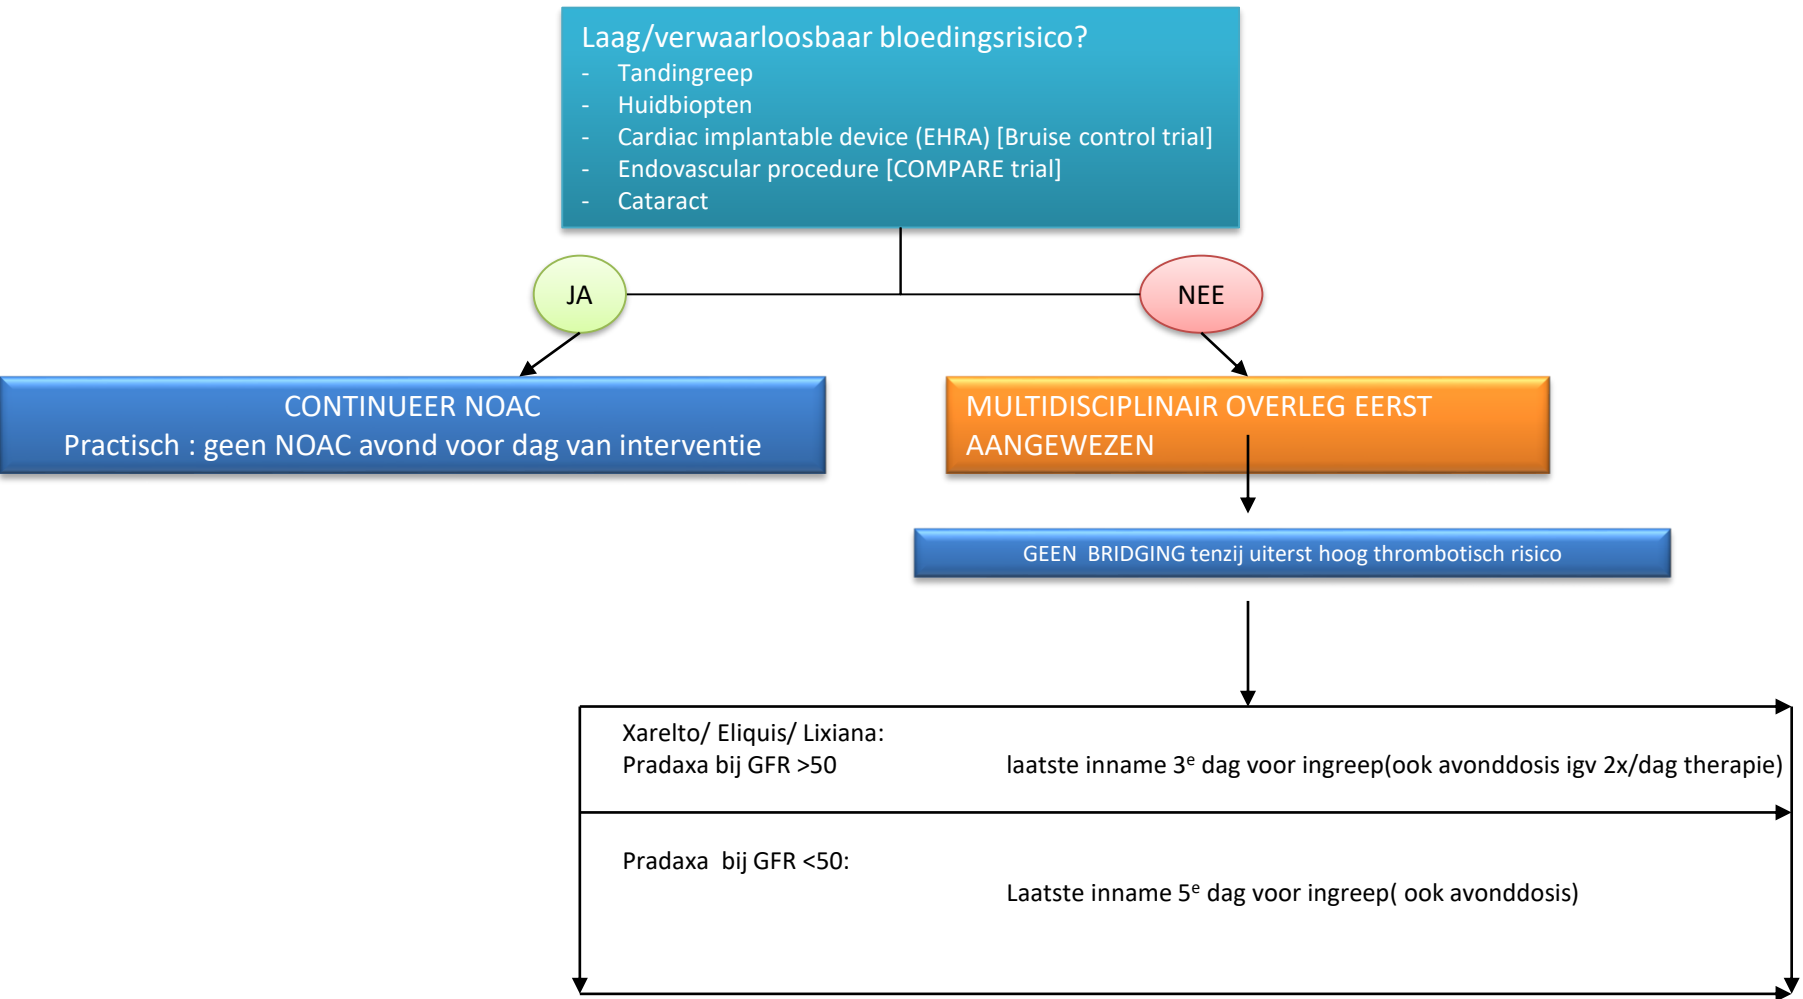 Laag/verwaarloosbaar bloedingsrisico?
- Tandingreep
- Huidbiopten
- Cardiac implantable device (EHRA) [Bruise control trial]
- Endovascular procedure [COMPARE trial]
- Cataract
JA
NEE
CONTINUEER NOAC
Practisch : geen NOAC avond voor dag van interventie
MULTIDISCIPLINAIR OVERLEG EERST
AANGEWEZEN
GEEN BRIDGING tenzij uiterst hoog thrombotisch risico
Xarelto/ Eliquis/ Lixiana:
Pradaxa bij GFR >50 laatste inname 3e dag voor ingreep(ook avonddosis igv 2x/dag therapie)
Pradaxa bij GFR <50:
Laatste inname 5e dag voor ingreep( ook avonddosis)